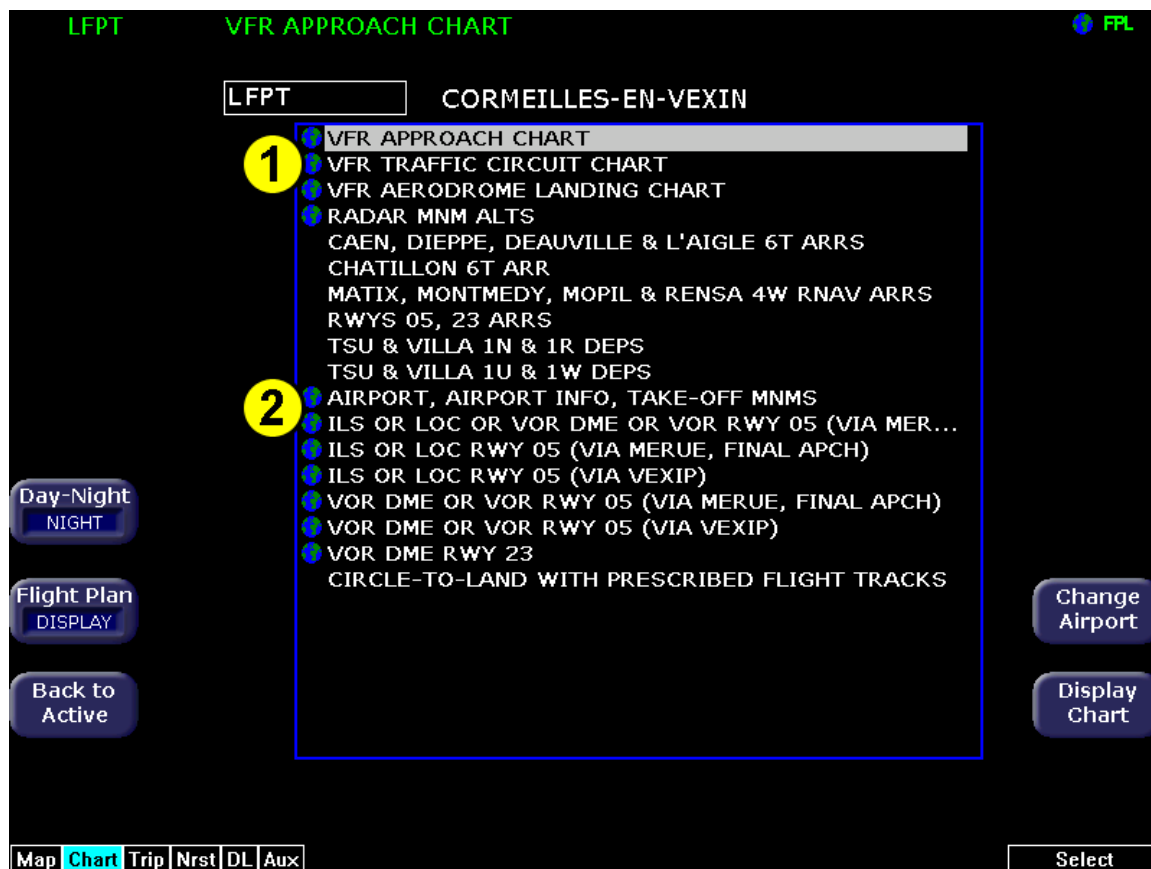 LFPT VFR APPROACH CHART FPL
LFPT CORMEILLES-EN-VEXIN
VFR APPROACH CHART
1
VFR TRAFFIC CIRCUIT CHART
VFR AERODROME LANDING CHART
RADAR MNM ALTS
CAEN, DIEPPE, DEAUVILLE & L'AIGLE 6T ARRS
CHATILLON 6T ARR
MATIX, MONTMEDY, MOPIL & RENSA 4W RNAV ARRS
RWYS 05, 23 ARRS
TSU & VILLA 1N & 1R DEPS
TSU & VILLA 1U & 1W DEPS
2
AIRPORT, AIRPORT INFO, TAKE-OFF MNMS
ILS OR LOC OR VOR DME OR VOR RWY 05 (VIA MER...
ILS OR LOC RWY 05 (VIA MERUE, FINAL APCH)
ILS OR LOC RWY 05 (VIA VEXIP)
VOR DME OR VOR RWY 05 (VIA MERUE, FINAL APCH)
VOR DME OR VOR RWY 05 (VIA VEXIP)
VOR DME RWY 23
CIRCLE-TO-LAND WITH PRESCRIBED FLIGHT TRACKS
Day-Night
NIGHT
Flight Plan
DISPLAY
Back to
Active
Change
Airport
Display
Chart
Map Chart Trip Nrst DL Aux Select